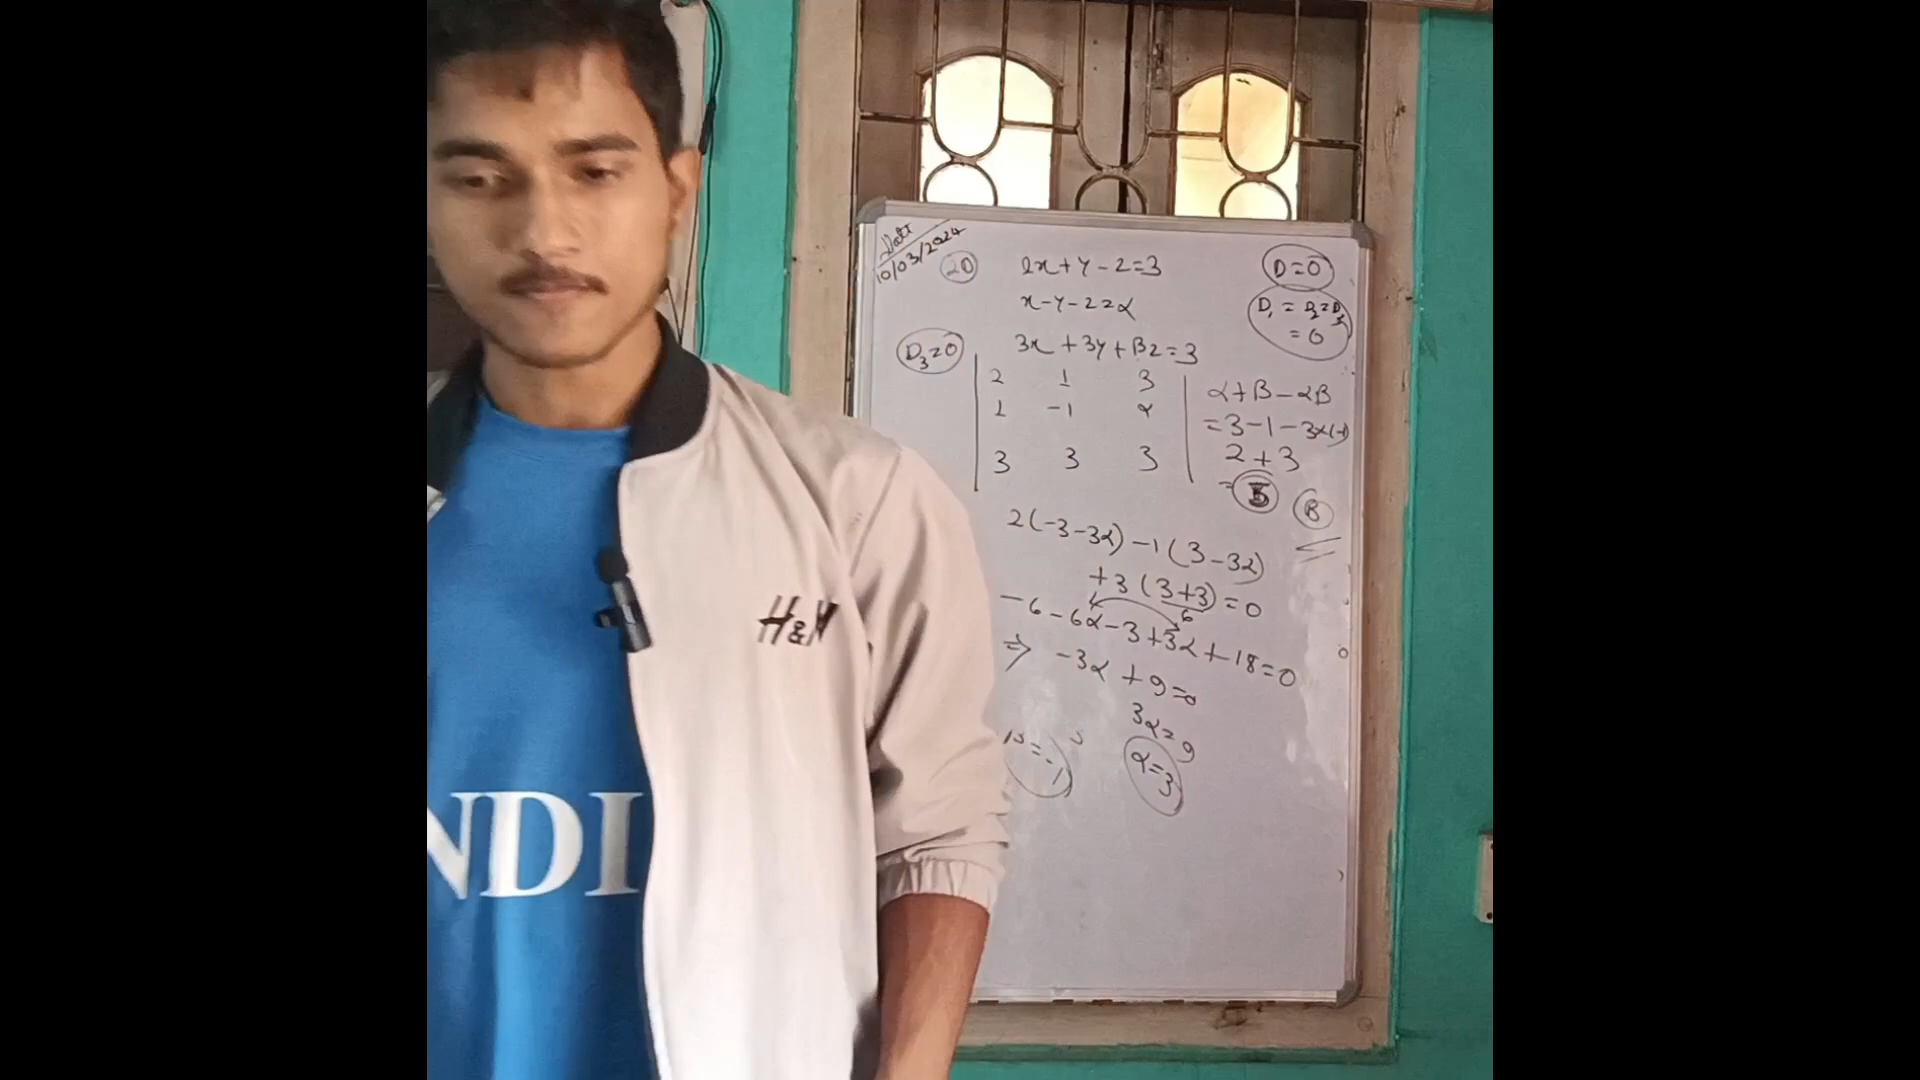 Date
10/03/2024
20
2x+y-z=3
D=0
x-y-z=α
D₁ = D₂=D₃
= 0
D₃=0
3x+3y+βz=3
2 1 3
1 -1 α
3 3 3
α+β-αβ
=3-1-3×(-1)
2+3
=5
B
2(-3-3α)-1(3-3α)
+3(3+3)=0
6
-6-6α-3+3α+18=0
⇒ -3α+9=0
3α=9
β=-1
α=3
H&M
NDI